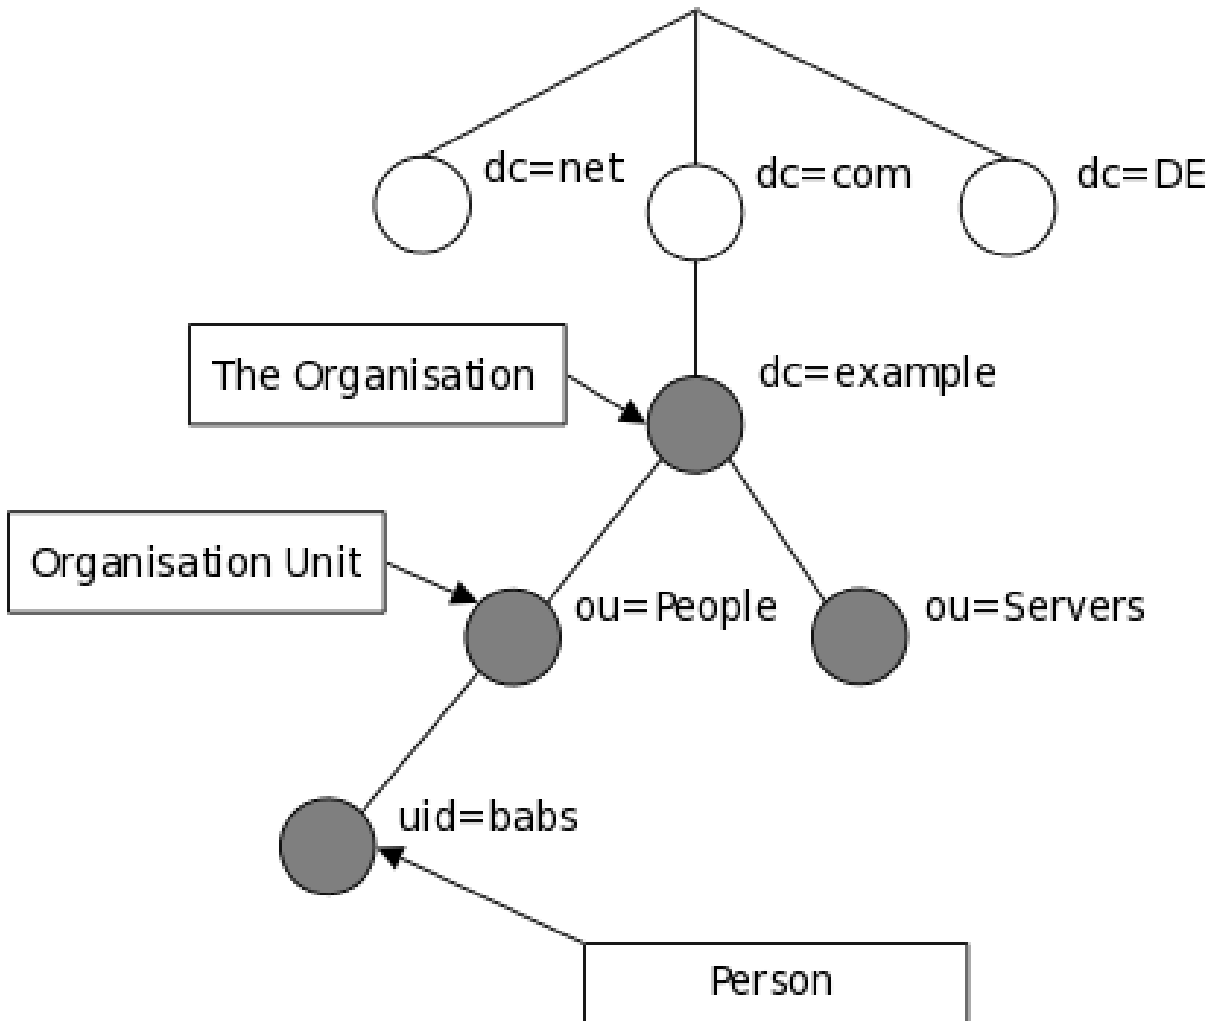 dc=net
dc=com
dc=DE
The Organisation
dc=example
Organisation Unit
ou=People
ou=Servers
uid=babs
Person